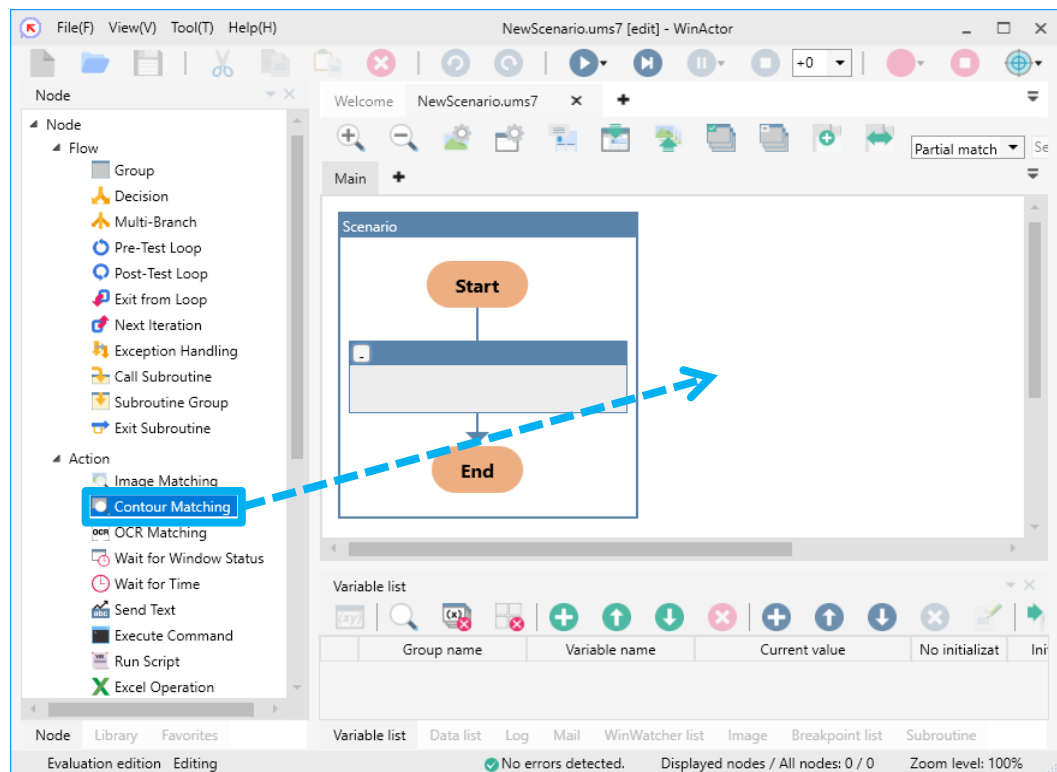 File(F) View(V) Tool(T) Help(H) NewScenario.ums7 [edit] - WinActor
+0
Node
Welcome NewScenario.ums7
Node
Flow
Group
Decision
Multi-Branch
Pre-Test Loop
Post-Test Loop
Exit from Loop
Next Iteration
Exception Handling
Call Subroutine
Subroutine Group
Exit Subroutine
Action
Image Matching
Contour Matching
OCR OCR Matching
Wait for Window Status
Wait for Time
abc Send Text
Execute Command
Run Script
Excel Operation
Node Library Favorites
Partial match Se
Main
Scenario
Start
End
Variable list
(x)
Group name Variable name Current value No initializat Ini
Variable list Data list Log Mail WinWatcher list Image Breakpoint list Subroutine
Evaluation edition Editing No errors detected. Displayed nodes / All nodes: 0 / 0 Zoom level: 100%